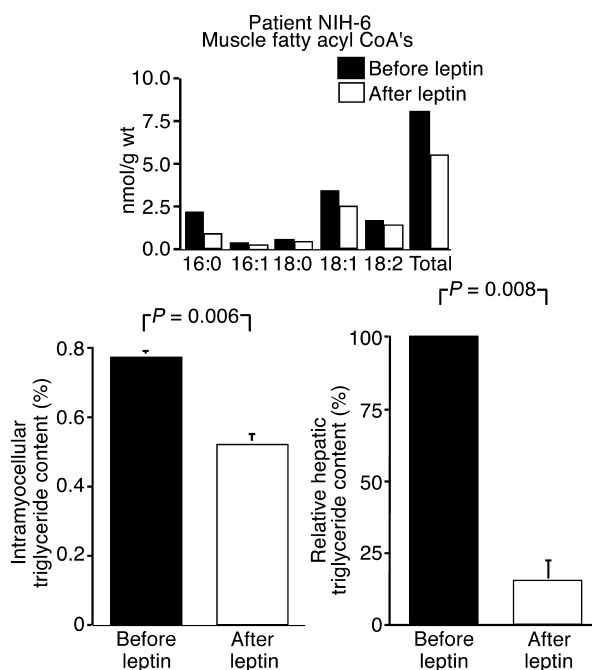 Patient NIH-6
Muscle fatty acyl CoA's
Before leptin
After leptin
nmol/g wt
10.0
7.5
5.0
2.5
0.0
16:0 16:1 18:0 18:1 18:2 Total
P = 0.006
Intramyocellular
triglyceride content (%)
0.8
0.6
0.4
0.2
0
Before
leptin
After
leptin
P = 0.008
Relative hepatic
triglyceride content (%)
100
75
50
25
0
Before
leptin
After
leptin